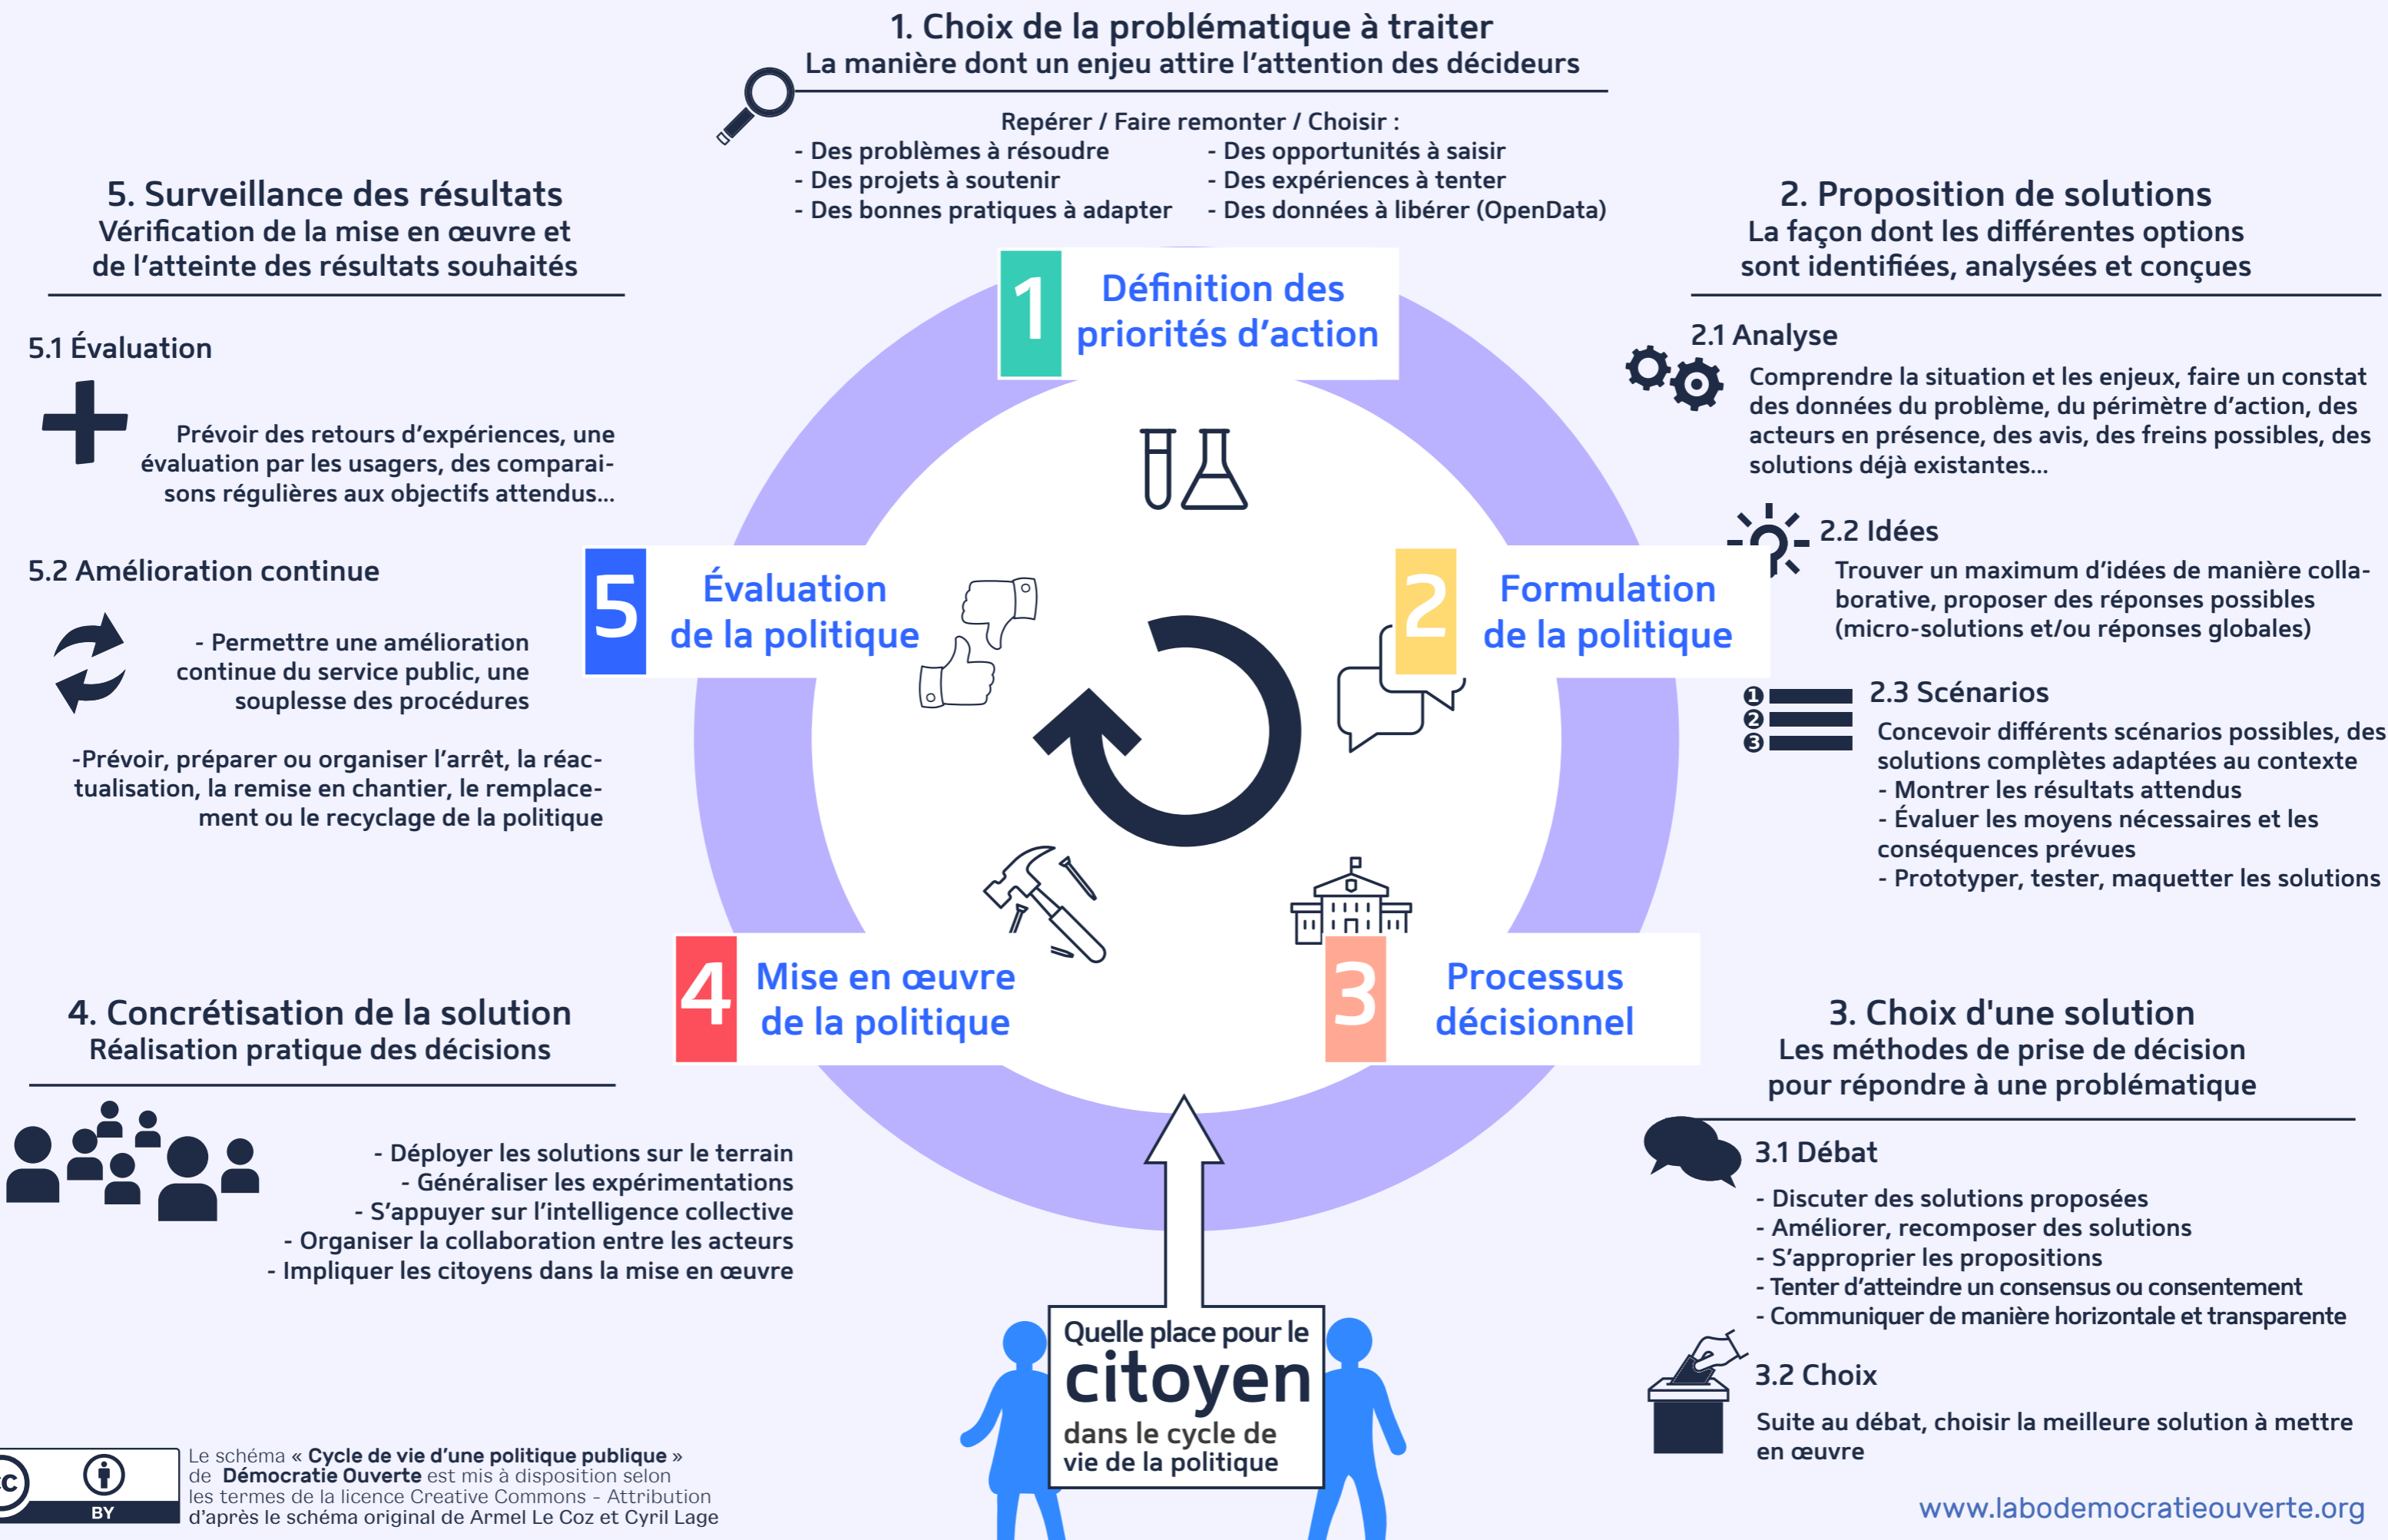 1. Choix de la problématique à traiter
La manière dont un enjeu attire l'attention des décideurs
Repérer / Faire remonter / Choisir :
- Des problèmes à résoudre
- Des projets à soutenir
- Des bonnes pratiques à adapter
- Des opportunités à saisir
- Des expériences à tenter
- Des données à libérer (OpenData)
1
Définition des
priorités d'action
2. Proposition de solutions
La façon dont les différentes options
sont identifiées, analysées et conçues
2.1 Analyse
Comprendre la situation et les enjeux, faire un constat
des données du problème, du périmètre d'action, des
acteurs en présence, des avis, des freins possibles, des
solutions déjà existantes...
2.2 Idées
Trouver un maximum d'idées de manière colla-
borative, proposer des réponses possibles
(micro-solutions et/ou réponses globales)
1
2
3
2.3 Scénarios
Concevoir différents scénarios possibles, des
solutions complètes adaptées au contexte
- Montrer les résultats attendus
- Évaluer les moyens nécessaires et les
conséquences prévues
- Prototyper, tester, maquetter les solutions
2
Formulation
de la politique
3
Processus
décisionnel
3. Choix d'une solution
Les méthodes de prise de décision
pour répondre à une problématique
3.1 Débat
- Discuter des solutions proposées
- Améliorer, recomposer des solutions
- S'approprier les propositions
- Tenter d'atteindre un consensus ou consentement
- Communiquer de manière horizontale et transparente
3.2 Choix
Suite au débat, choisir la meilleure solution à mettre
en œuvre
4
Mise en œuvre
de la politique
4. Concrétisation de la solution
Réalisation pratique des décisions
- Déployer les solutions sur le terrain
- Généraliser les expérimentations
- S'appuyer sur l'intelligence collective
- Organiser la collaboration entre les acteurs
- Impliquer les citoyens dans la mise en œuvre
5
Évaluation
de la politique
5. Surveillance des résultats
Vérification de la mise en œuvre et
de l'atteinte des résultats souhaités
5.1 Évaluation
Prévoir des retours d'expériences, une
évaluation par les usagers, des comparai-
sons régulières aux objectifs attendus...
5.2 Amélioration continue
- Permettre une amélioration
continue du service public, une
souplesse des procédures
-Prévoir, préparer ou organiser l'arrêt, la réac-
tualisation, la remise en chantier, le remplace-
ment ou le recyclage de la politique
Quelle place pour le
citoyen
dans le cycle de
vie de la politique
cc
BY
Le schéma « Cycle de vie d'une politique publique »
de Démocratie Ouverte est mis à disposition selon
les termes de la licence Creative Commons - Attribution
d'après le schéma original de Armel Le Coz et Cyril Lage
www.labodemocratieouverte.org